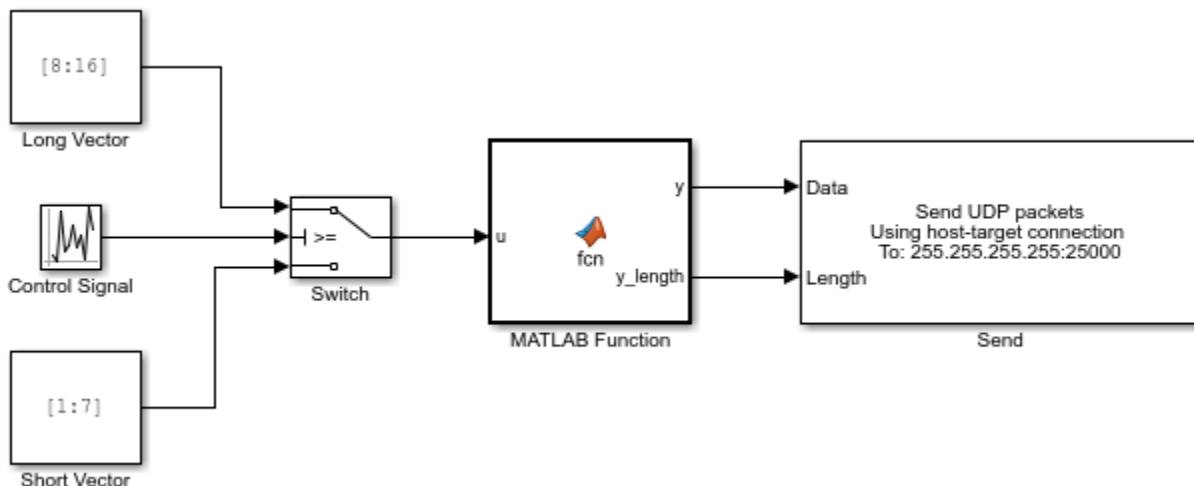 [8:16]
Long Vector
Control Signal
>=
Switch
[1:7]
Short Vector
u
fcn
y
y_length
MATLAB Function
Data
Length
Send UDP packets
Using host-target connection
To: 255.255.255.255:25000
Send